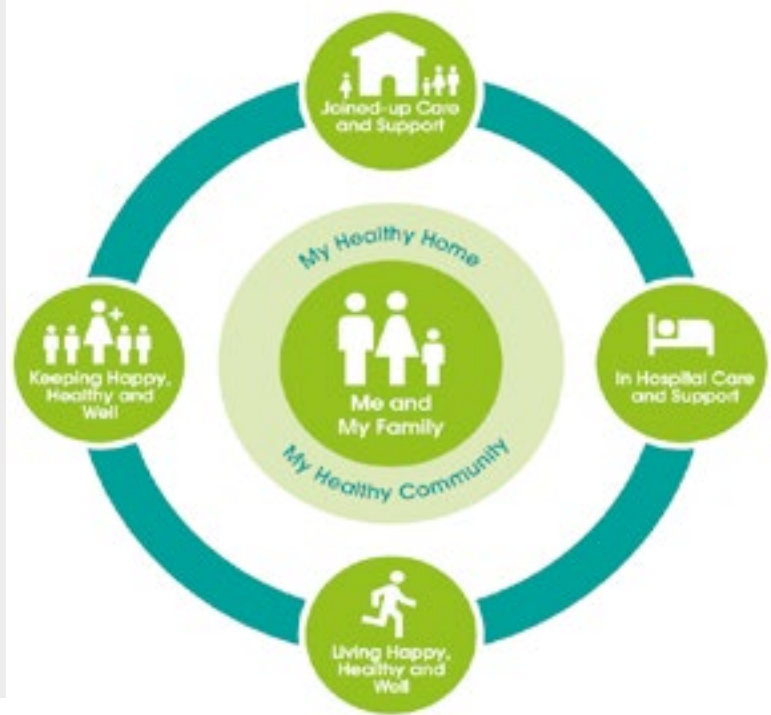 Joined-up Care
and Support
My Healthy Home
Keeping Happy,
Healthy and
Well
Me and
My Family
In Hospital Care
and Support
My Healthy Community
Living Happy,
Healthy and
Well